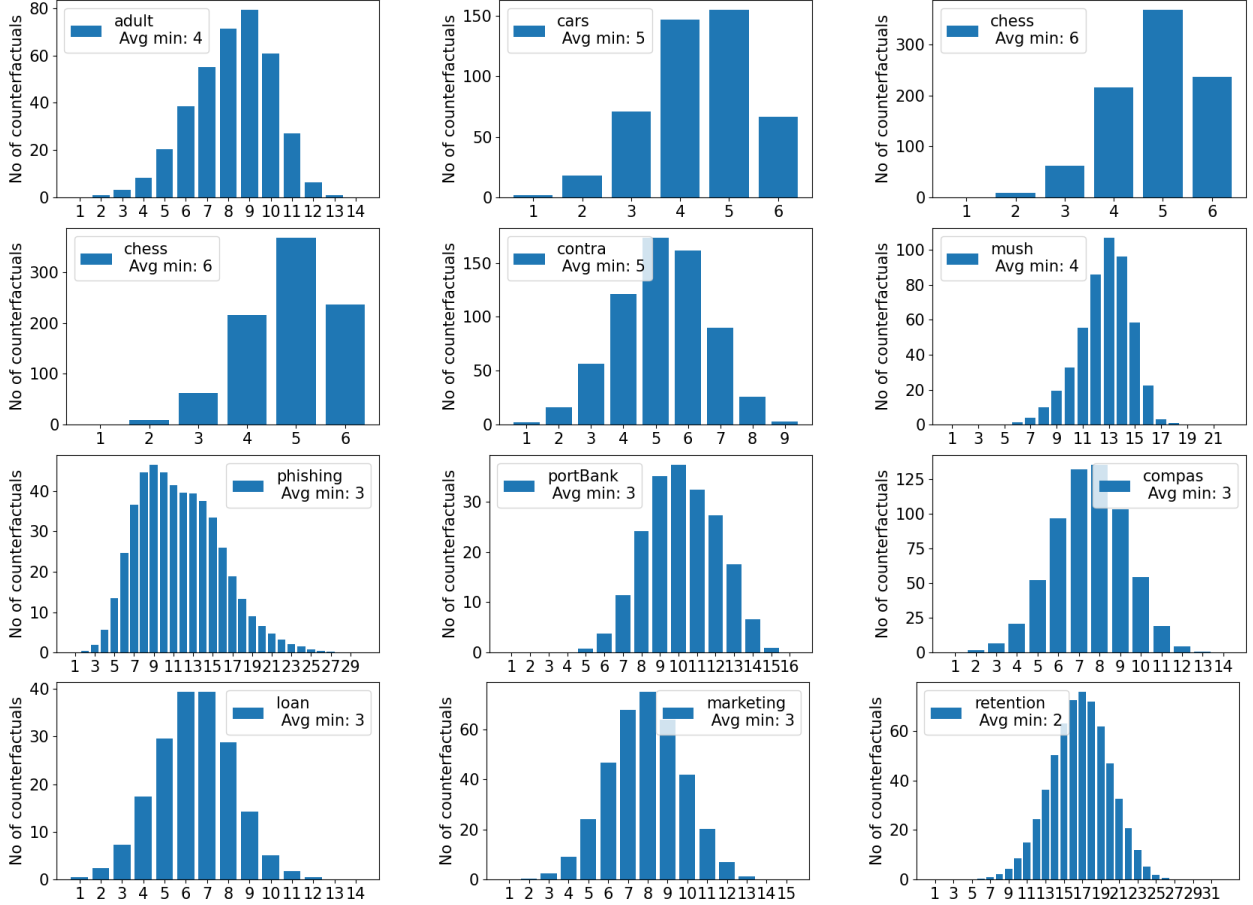 No of counterfactuals
80
60
40
20
0
adult
Avg min: 4
1 2 3 4 5 6 7 8 9 10 11 12 13 14
No of counterfactuals
150
100
50
0
cars
Avg min: 5
1 2 3 4 5 6
No of counterfactuals
300
200
100
0
chess
Avg min: 6
1 2 3 4 5 6
No of counterfactuals
300
200
100
0
chess
Avg min: 6
1 2 3 4 5 6
No of counterfactuals
150
100
50
0
contra
Avg min: 5
1 2 3 4 5 6 7 8 9
No of counterfactuals
100
80
60
40
20
0
mush
Avg min: 4
1 3 5 7 9 11 13 15 17 19 21
No of counterfactuals
40
30
20
10
0
phishing
Avg min: 3
1 3 5 7 9 11 13 15 17 19 21 23 25 27 29
No of counterfactuals
30
20
10
0
portBank
Avg min: 3
1 2 3 4 5 6 7 8 9 10 11 12 13 14 15 16
No of counterfactuals
125
100
75
50
25
0
compas
Avg min: 3
1 2 3 4 5 6 7 8 9 10 11 12 13 14
No of counterfactuals
40
30
20
10
0
loan
Avg min: 3
1 2 3 4 5 6 7 8 9 10 11 12 13 14
No of counterfactuals
60
40
20
0
marketing
Avg min: 3
1 2 3 4 5 6 7 8 9 10 11 12 13 14 15
No of counterfactuals
60
40
20
0
retention
Avg min: 2
1 3 5 7 9 11 13 15 17 19 21 23 25 27 29 31